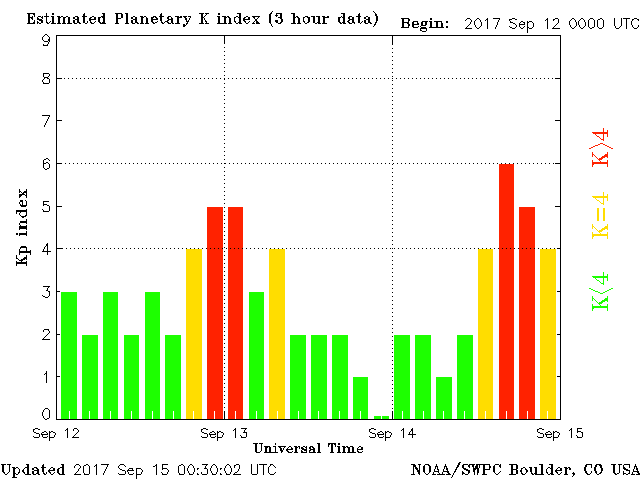 Estimated Planetary K index (3 hour data) Begin: 2017 Sep 12 0000 UTC
9
8
7
6
5
4
3
2
1
0
Kp index
K>4
K=4
K<4
Sep 12 Sep 13 Sep 14 Sep 15
Universal Time
Updated 2017 Sep 15 00:30:02 UTC NOAA/SWPC Boulder, CO USA